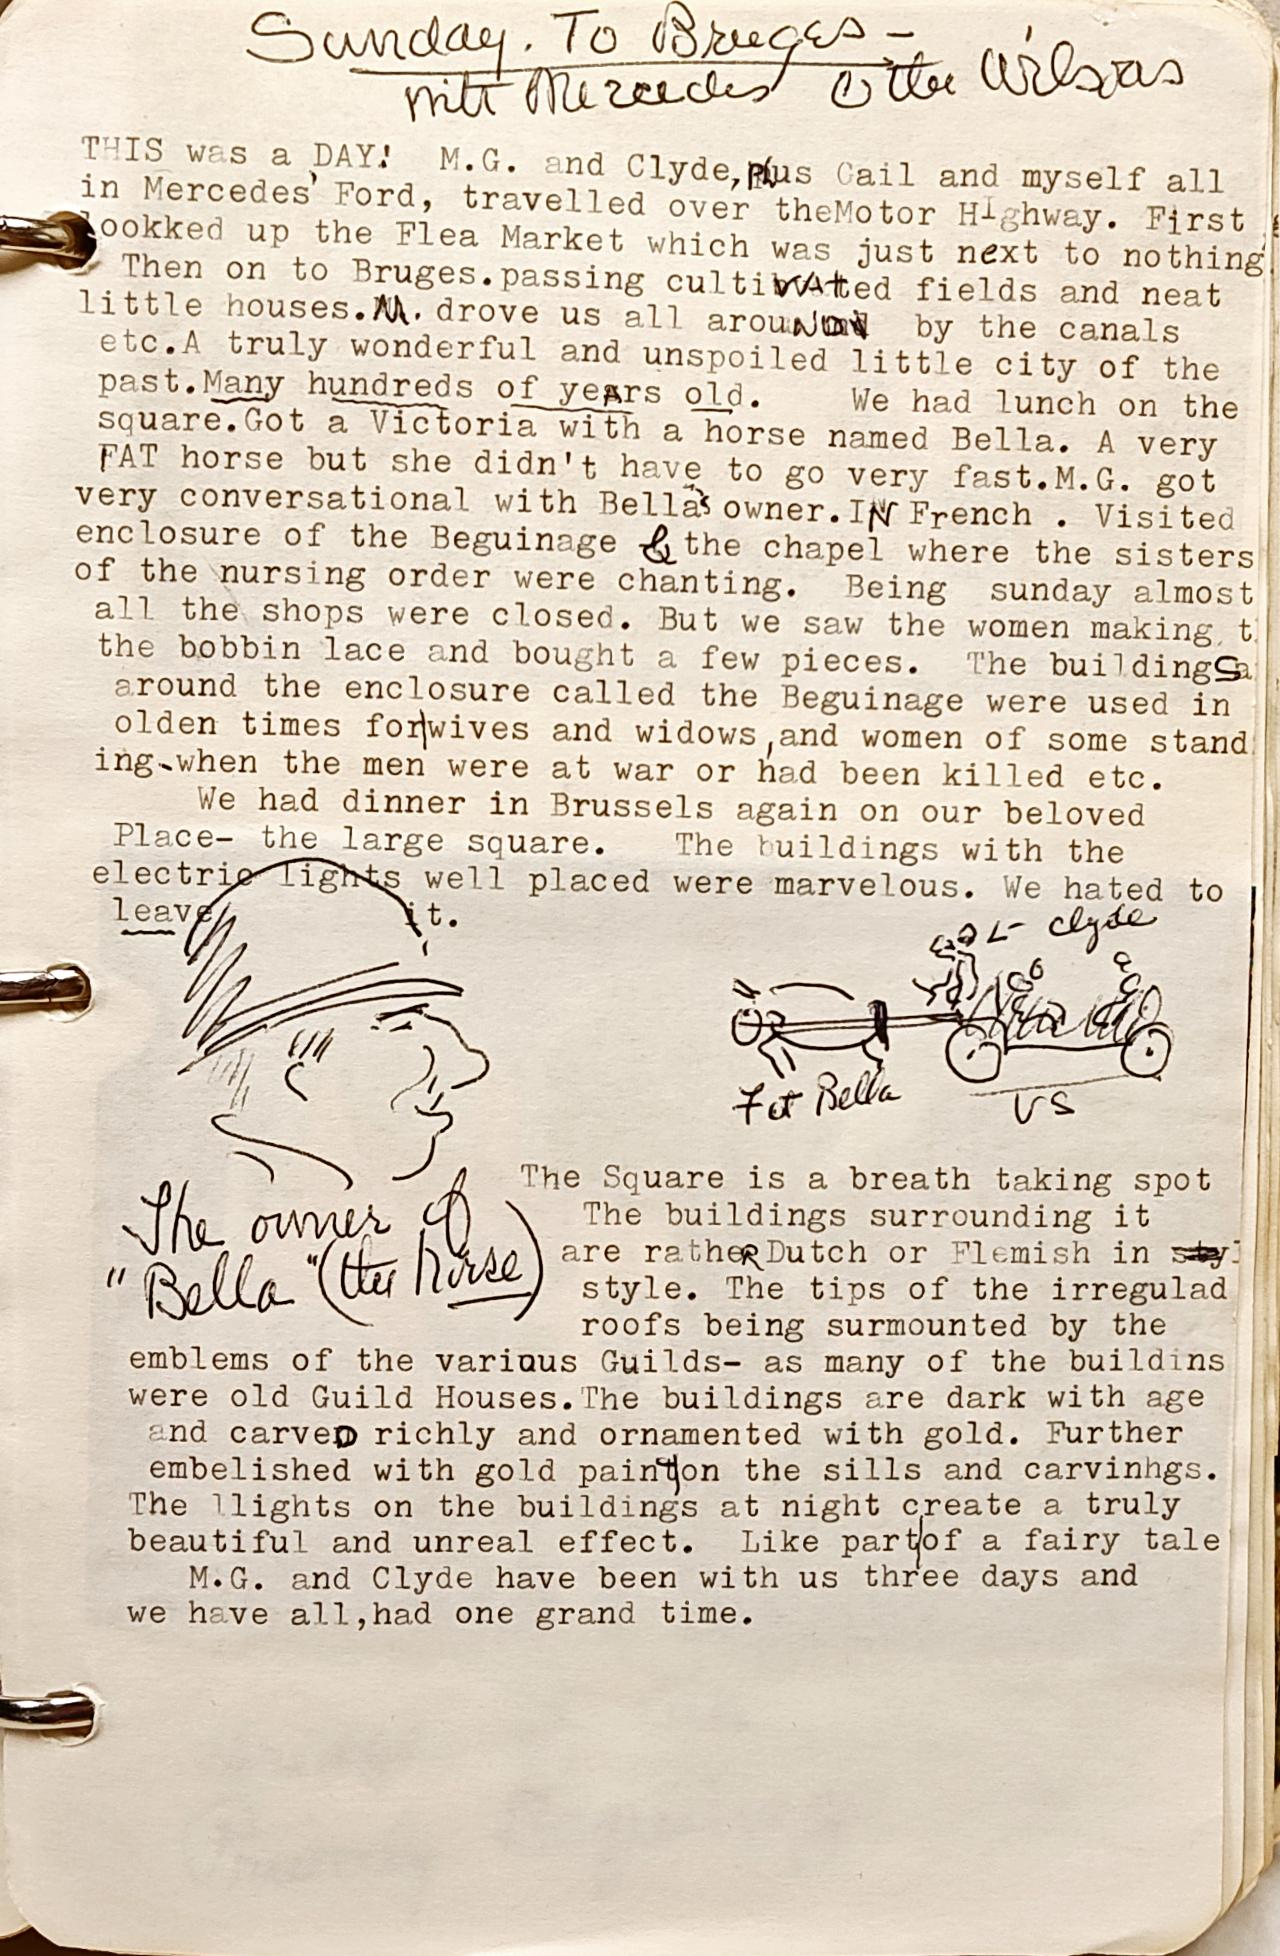 Sunday. To Bruges -
with Mercedes & the Wilsons
THIS was a DAY! M.G. and Clyde, plus Gail and myself all
in Mercedes' Ford, travelled over theMotor Highway. First
lookked up the Flea Market which was just next to nothing
Then on to Bruges.passing cultiVAted fields and neat
little houses.M. drove us all arouND by the canals
etc.A truly wonderful and unspoiled little city of the
past.Many hundreds of yeArs old. We had lunch on the
square.Got a Victoria with a horse named Bella. A very
FAT horse but she didn't have to go very fast.M.G. got
very conversational with Bella's owner.IN French . Visited
enclosure of the Beguinage & the chapel where the sisters
of the nursing order were chanting. Being sunday almost
all the shops were closed. But we saw the women making t
the bobbin lace and bought a few pieces. The buildingS a
around the enclosure called the Beguinage were used in
olden times for|wives and widows,and women of some stand
ing-when the men were at war or had been killed etc.
We had dinner in Brussels again on our beloved
Place- the large square. The buildings with the
electric lights well placed were marvelous. We hated to
leave it.
Clyde
Fat Bella
US
The owner of
"Bella" (the horse)
The Square is a breath taking spot
The buildings surrounding it
are ratheR Dutch or Flemish in styl
style. The tips of the irregulad
roofs being surmounted by the
emblems of the various Guilds- as many of the buildins
were old Guild Houses.The buildings are dark with age
and carveD richly and ornamented with gold. Further
embelished with gold paint|on the sills and carvinhgs.
The llights on the buildings at night create a truly
beautiful and unreal effect. Like part|of a fairy tale
M.G. and Clyde have been with us three days and
we have all,had one grand time.